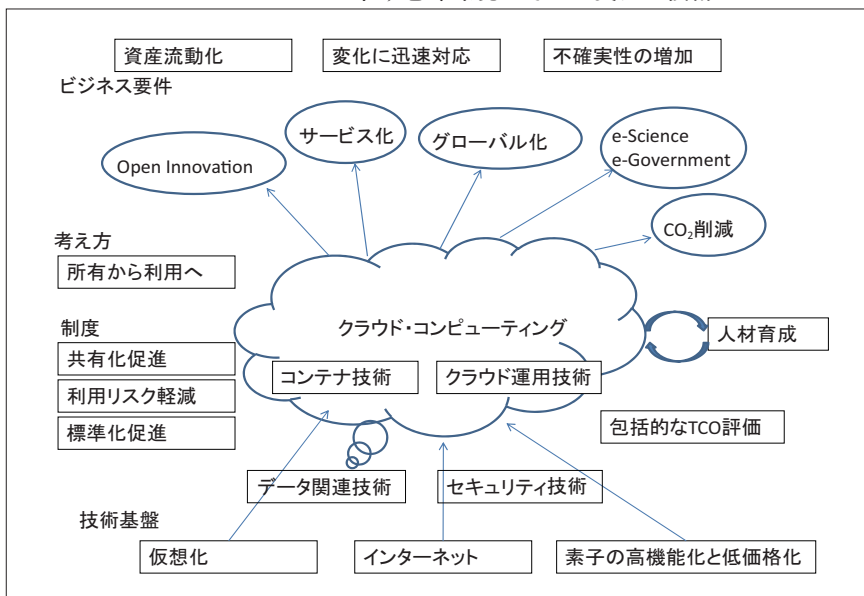 資産流動化
変化に迅速対応
不確実性の増加
ビジネス要件
Open Innovation
サービス化
グローバル化
e-Science
e-Government
CO₂削減
考え方
所有から利用へ
制度
共有化促進
利用リスク軽減
標準化促進
クラウド・コンピューティング
コンテナ技術
クラウド運用技術
人材育成
包括的なTCO評価
データ関連技術
セキュリティ技術
技術基盤
仮想化
インターネット
素子の高機能化と低価格化